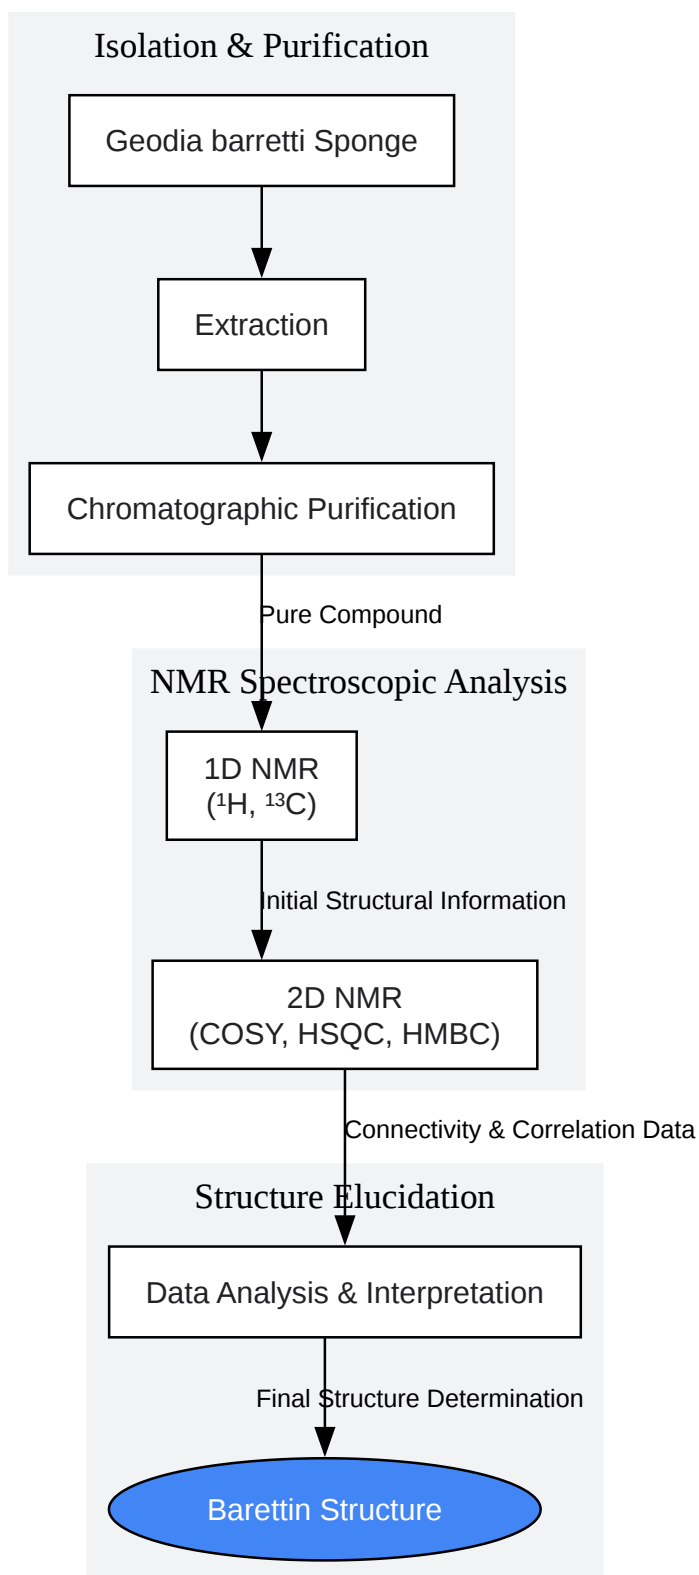 Isolation & Purification
Geodia barretti Sponge
Extraction
Chromatographic Purification
Pure Compound
NMR Spectroscopic Analysis
1D NMR
(¹H, ¹³C)
Initial Structural Information
2D NMR
(COSY, HSQC, HMBC)
Connectivity & Correlation Data
Structure Elucidation
Data Analysis & Interpretation
Final Structure Determination
Barettin Structure